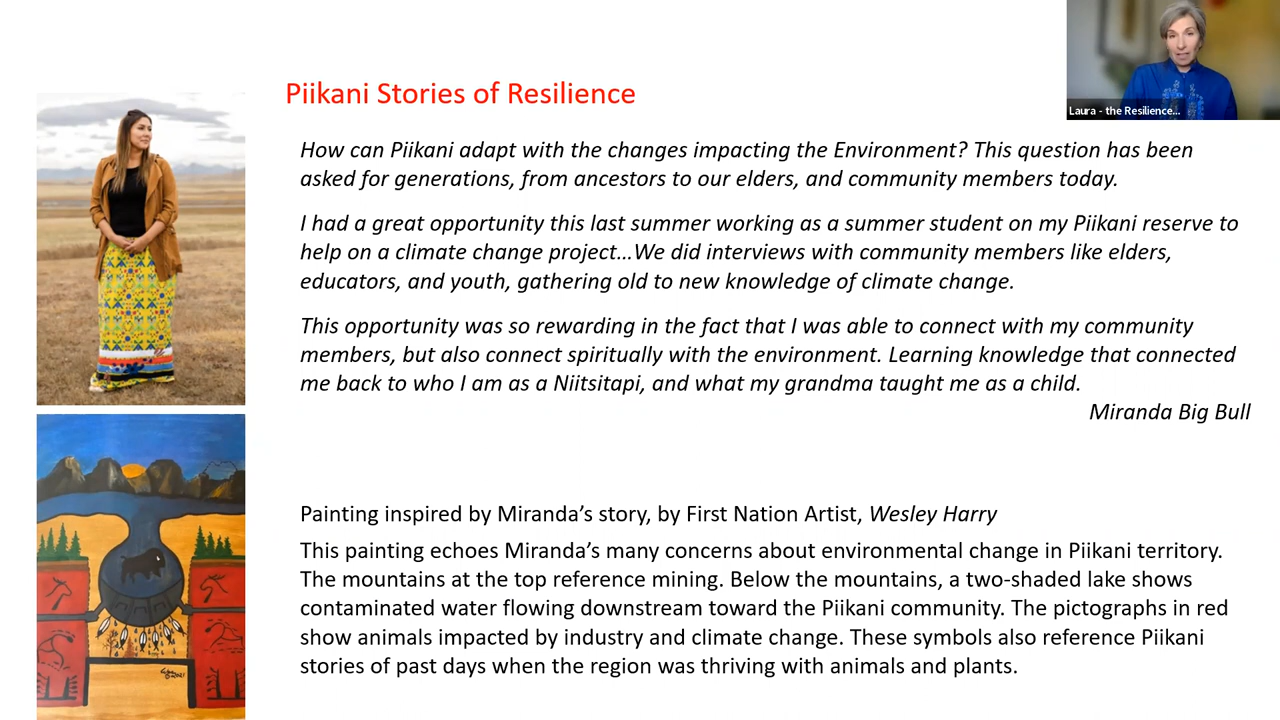 Piikani Stories of Resilience
Laura - the Resilience...
How can Piikani adapt with the changes impacting the Environment? This question has been
asked for generations, from ancestors to our elders, and community members today.
I had a great opportunity this last summer working as a summer student on my Piikani reserve to
help on a climate change project…We did interviews with community members like elders,
educators, and youth, gathering old to new knowledge of climate change.
This opportunity was so rewarding in the fact that I was able to connect with my community
members, but also connect spiritually with the environment. Learning knowledge that connected
me back to who I am as a Niitsitapi, and what my grandma taught me as a child.
Miranda Big Bull
Painting inspired by Miranda’s story, by First Nation Artist, Wesley Harry
This painting echoes Miranda’s many concerns about environmental change in Piikani territory.
The mountains at the top reference mining. Below the mountains, a two-shaded lake shows
contaminated water flowing downstream toward the Piikani community. The pictographs in red
show animals impacted by industry and climate change. These symbols also reference Piikani
stories of past days when the region was thriving with animals and plants.